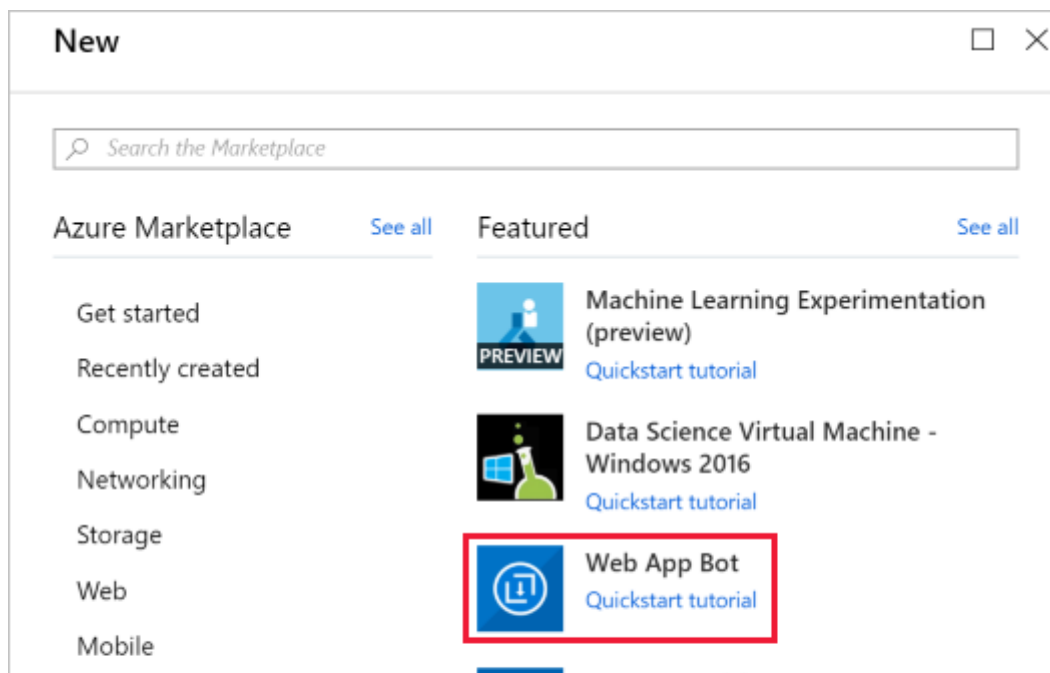 New
Search the Marketplace
Azure Marketplace See all
Get started
Recently created
Compute
Networking
Storage
Web
Mobile
Featured See all
Machine Learning Experimentation
(preview)
Quickstart tutorial
PREVIEW
Data Science Virtual Machine -
Windows 2016
Quickstart tutorial
Web App Bot
Quickstart tutorial